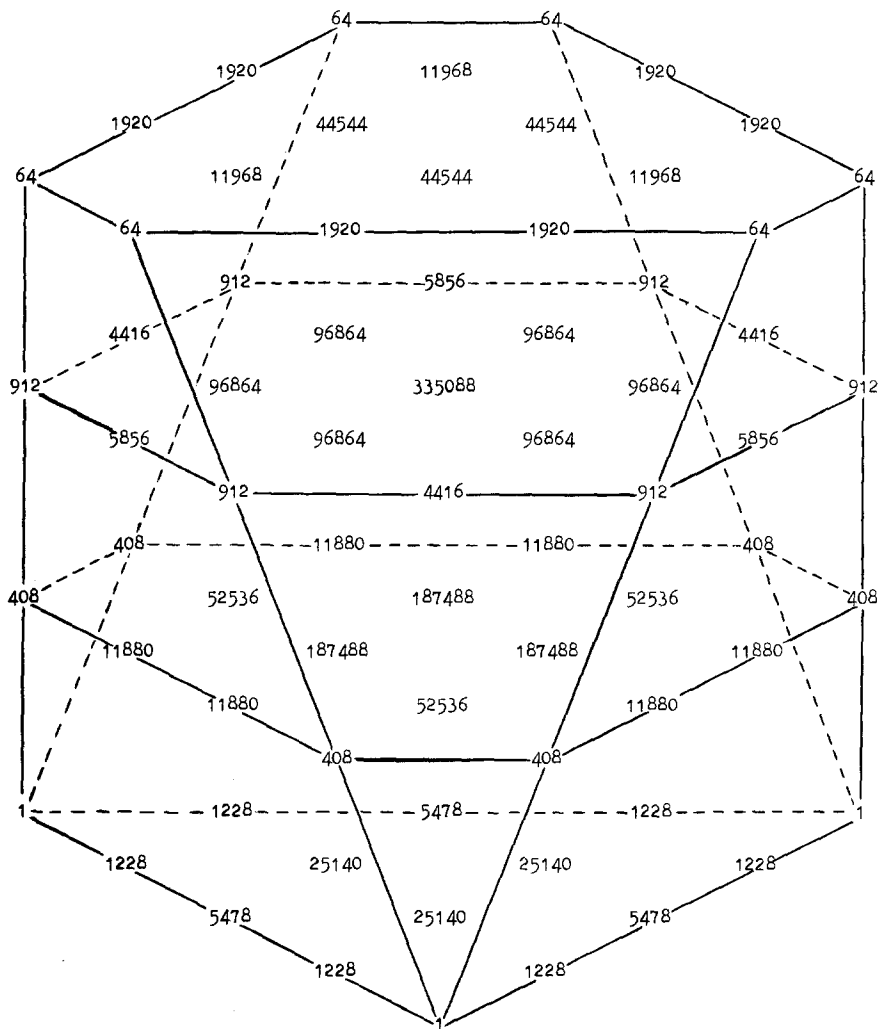 64 64
1920 11968 1920
1920 44544 44544 1920
64 11968 44544 11968 64
64 1920 1920 64
912 5856 912
4416 96864 96864 4416
912 96864 335088 96864 912
5856 96864 96864 5856
912 4416 912
408 11880 11880 408
408 52536 187488 52536 408
11880 187488 187488 11880
11880 52536 11880
408 408
1 1228 5478 1228 1
1228 25140 25140 1228
5478 25140 5478
1228 1228
1